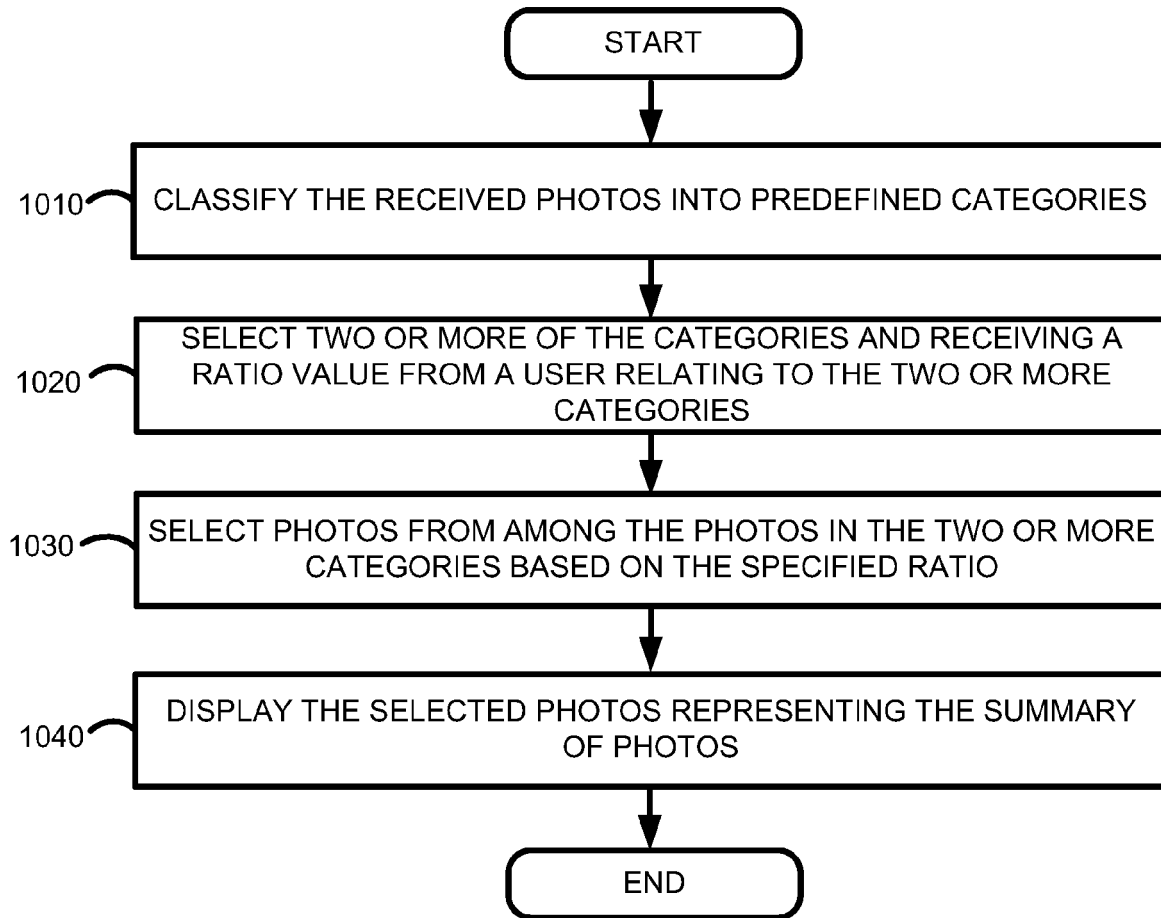 START
1010
CLASSIFY THE RECEIVED PHOTOS INTO PREDEFINED CATEGORIES
SELECT TWO OR MORE OF THE CATEGORIES AND RECEIVING A
1020
RATIO VALUE FROM A USER RELATING TO THE TWO OR MORE
CATEGORIES
1030
SELECT PHOTOS FROM AMONG THE PHOTOS IN THE TWO OR MORE
CATEGORIES BASED ON THE SPECIFIED RATIO
1040
DISPLAY THE SELECTED PHOTOS REPRESENTING THE SUMMARY
OF PHOTOS
END